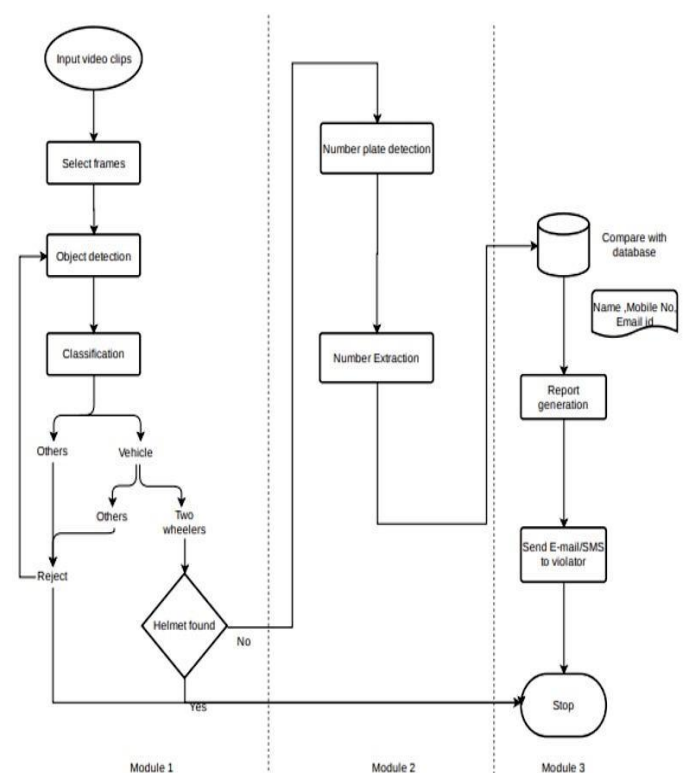 Input video clips
Select frames
Object detection
Classification
Others
Vehicle
Others
Two
wheelers
Reject
Helmet found
No
Yes
Module 1
Number plate detection
Number Extraction
Module 2
Compare with
database
Name ,Mobile No,
Email id
Report
generation
Send E-mail/SMS
to violator
Stop
Module 3